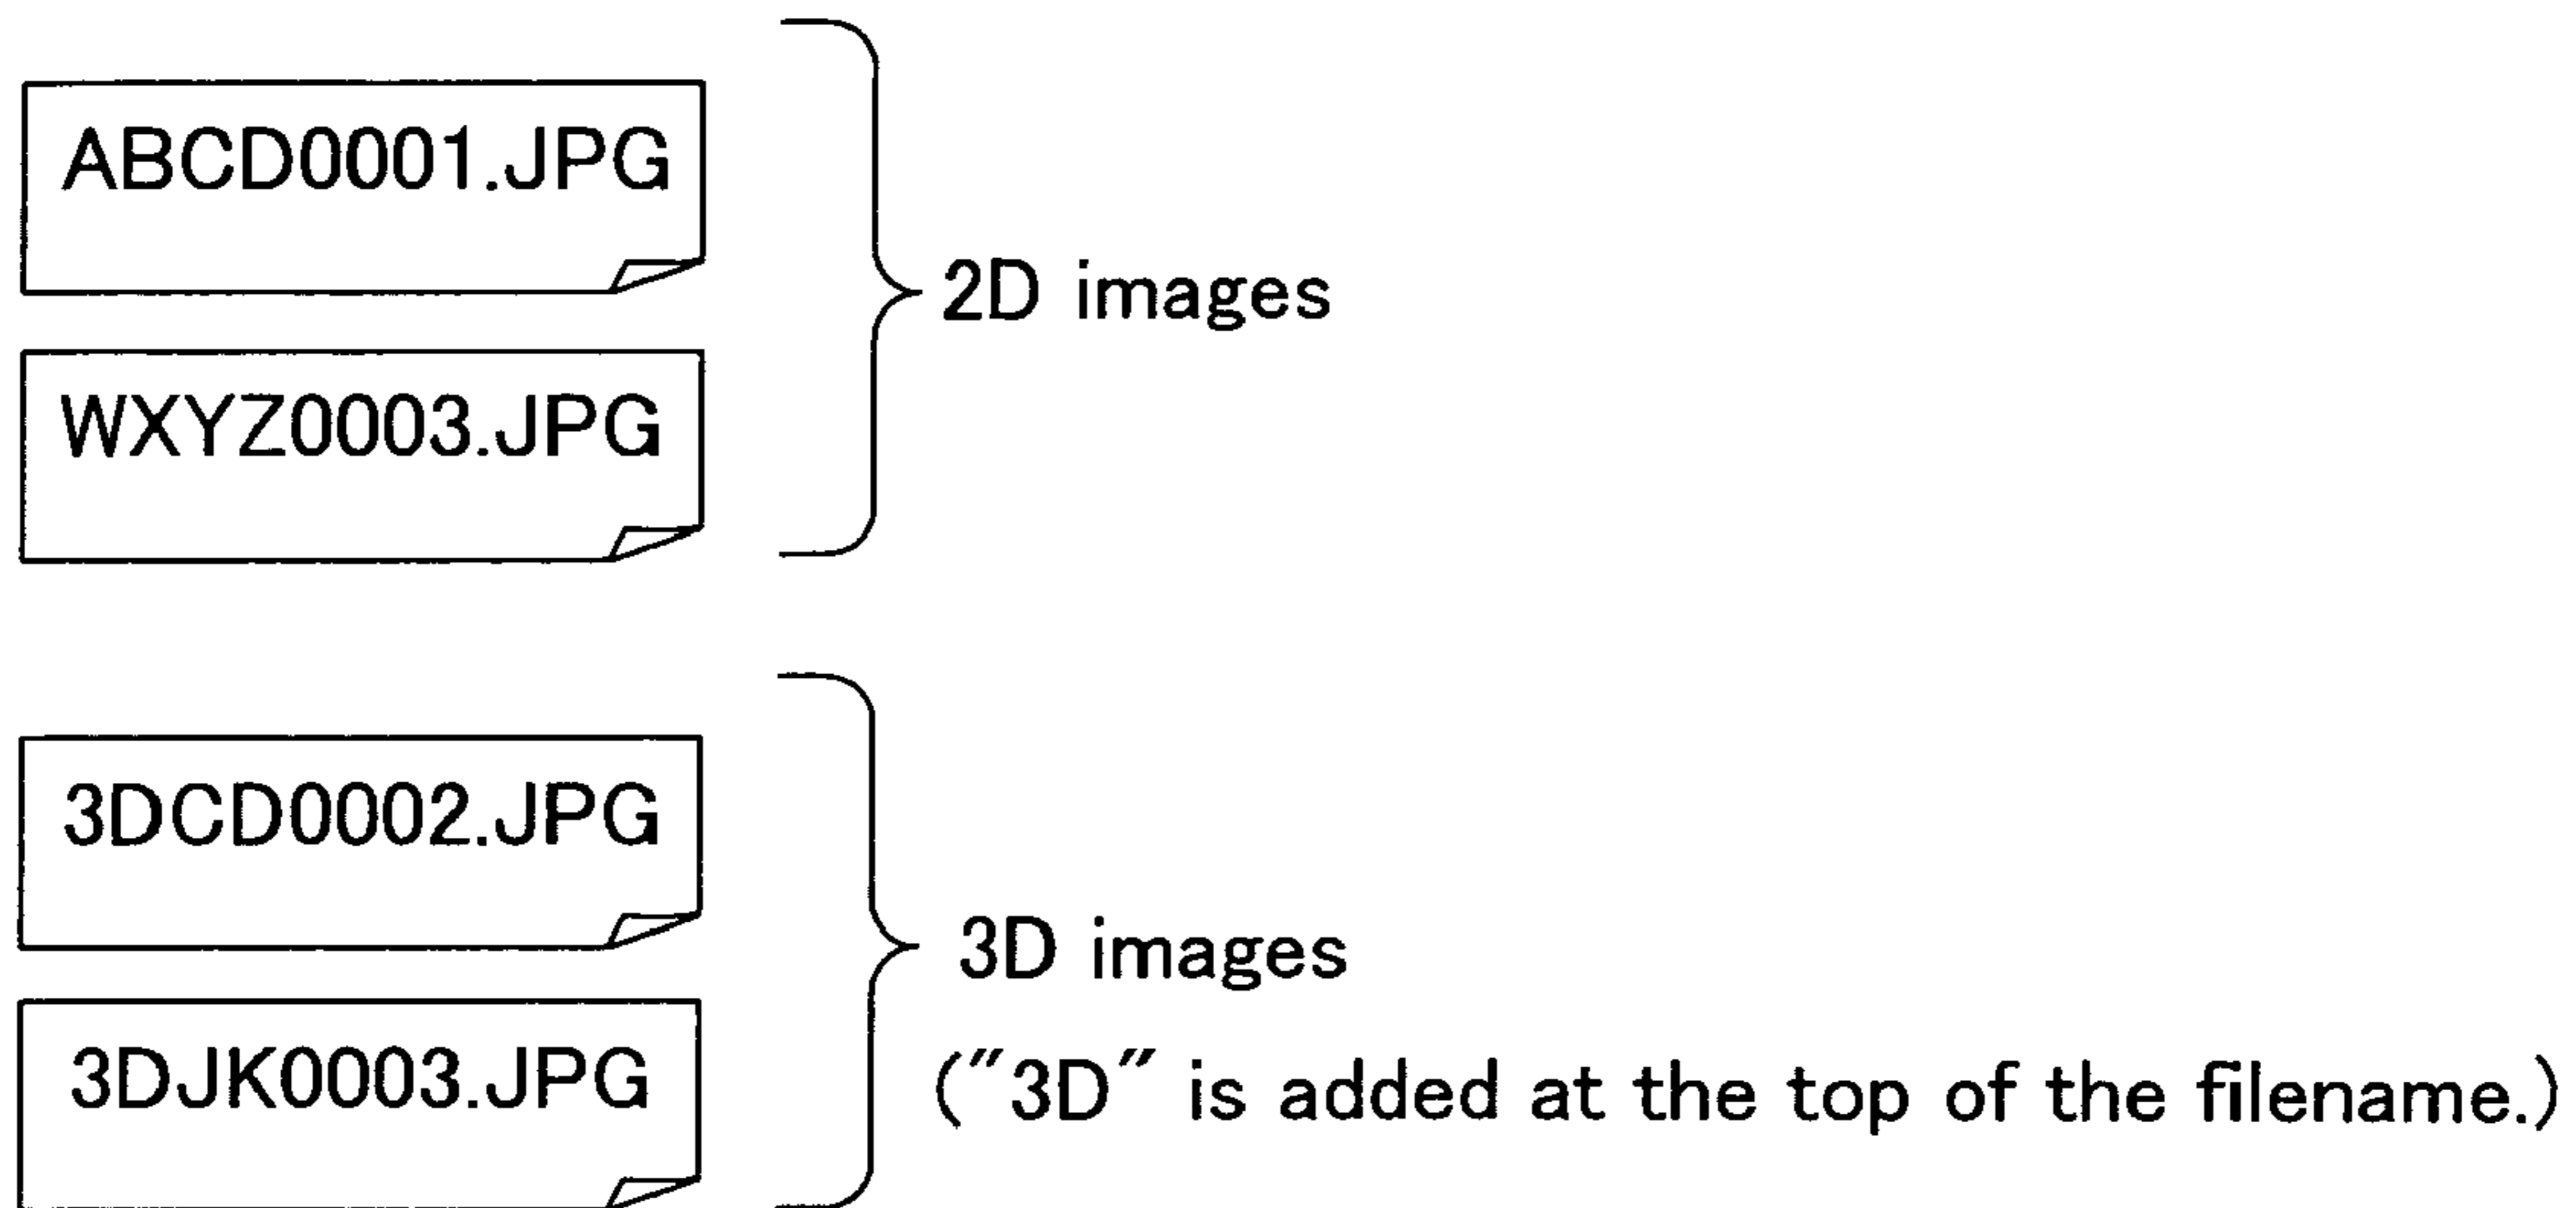 ABCD0001.JPG
2D images
WXYZ0003.JPG
3DCD0002.JPG
3D images
3DJK0003.JPG
("3D" is added at the top of the filename.)